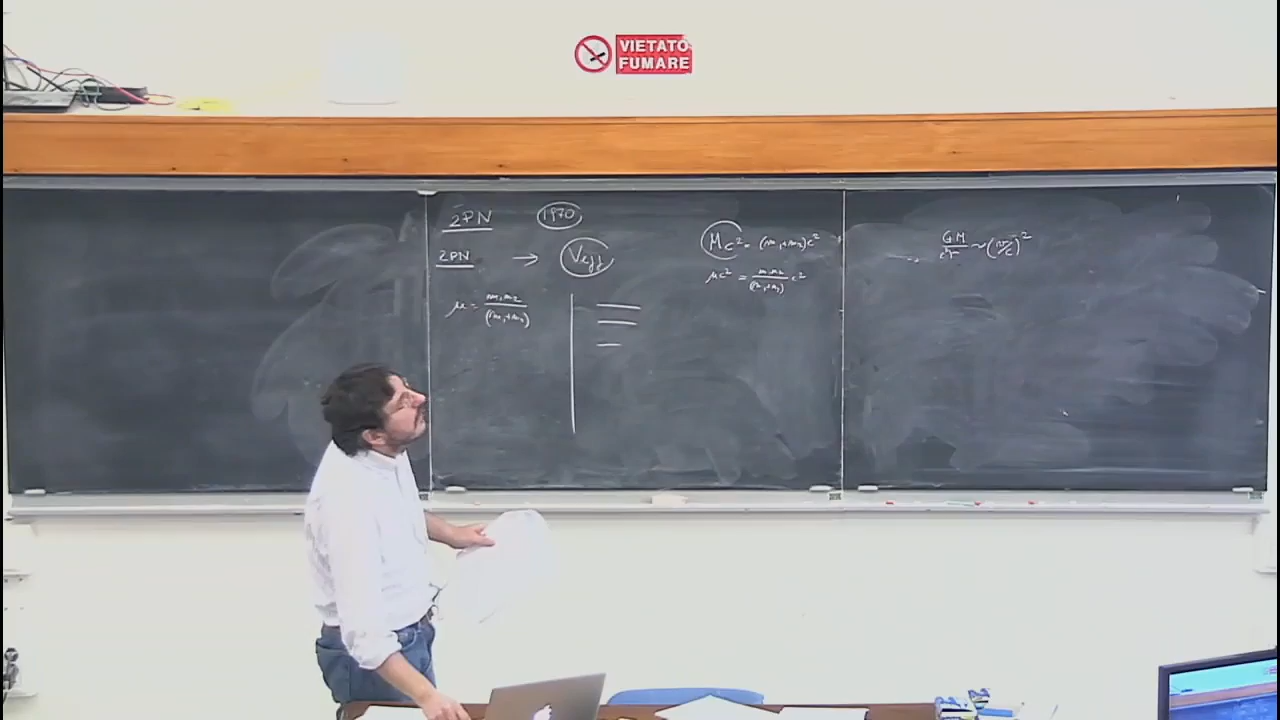 VIETATO
FUMARE
2PN 1970
2PN → Veff
μ = m₁m₂/(m₁+m₂)
Mc² = (m₁+m₂)c²
μc² = m₁m₂/(m₁+m₂) c²
GM/c²r ~ (v/c)²